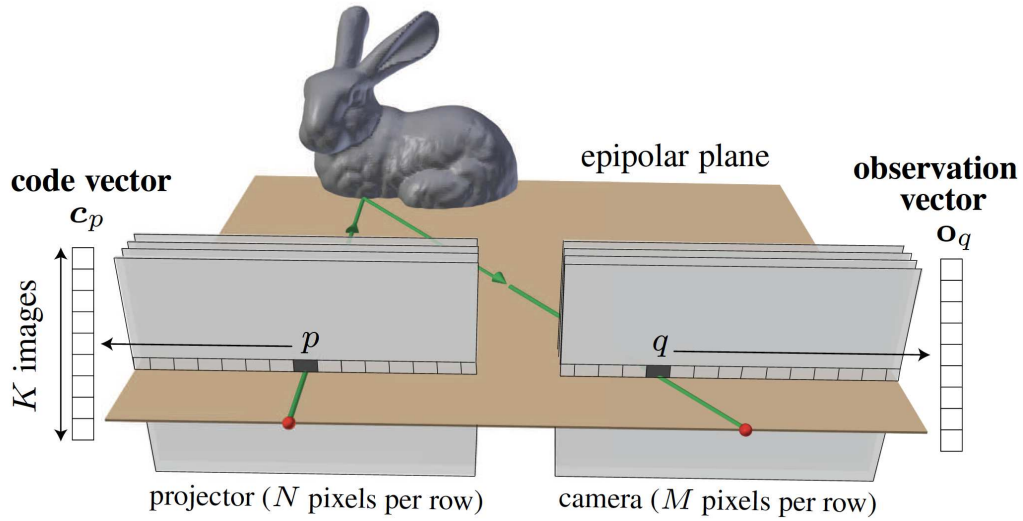 epipolar plane
code vector
c_p
K images
p
q
observation
vector
o_q
projector (N pixels per row)
camera (M pixels per row)